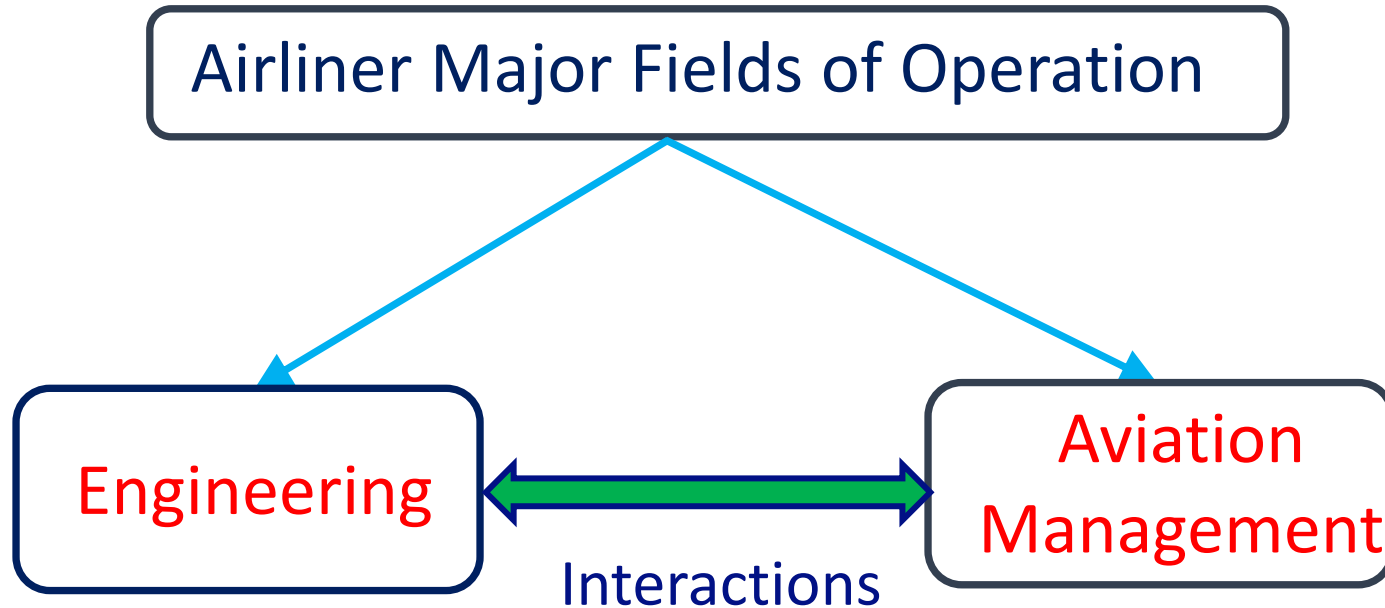 Airliner Major Fields of Operation
Engineering
Aviation
Management
Interactions